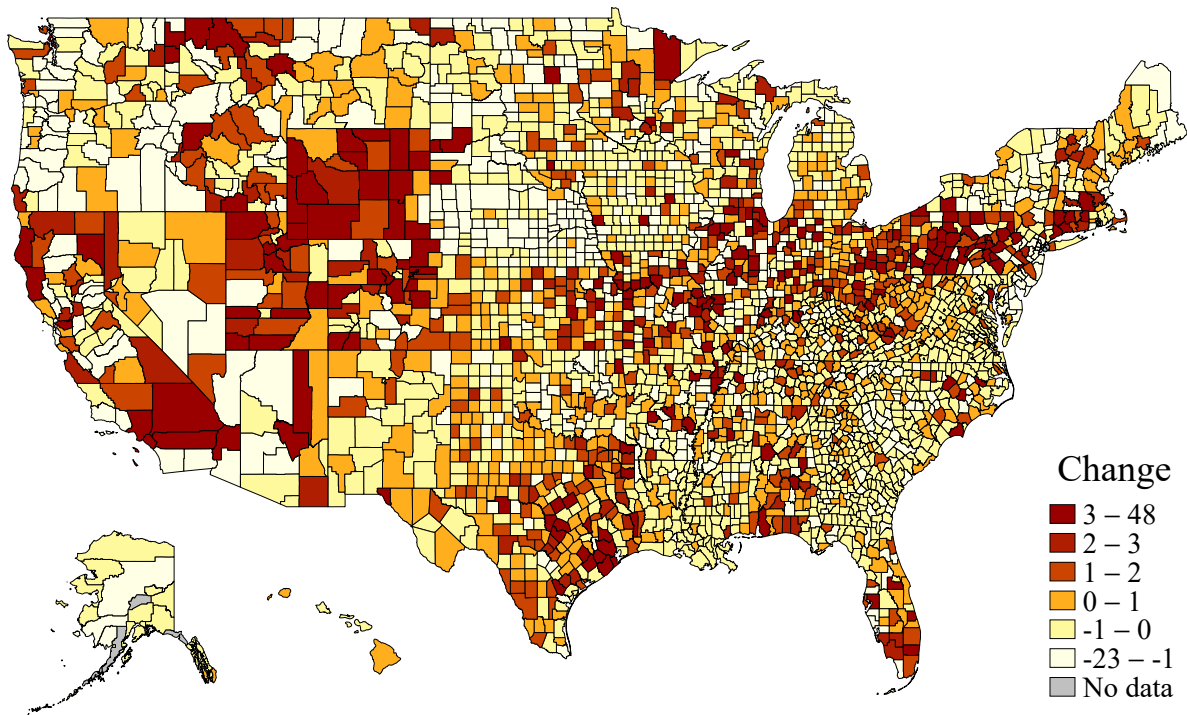 Change
3 – 48
2 – 3
1 – 2
0 – 1
-1 – 0
-23 – -1
No data